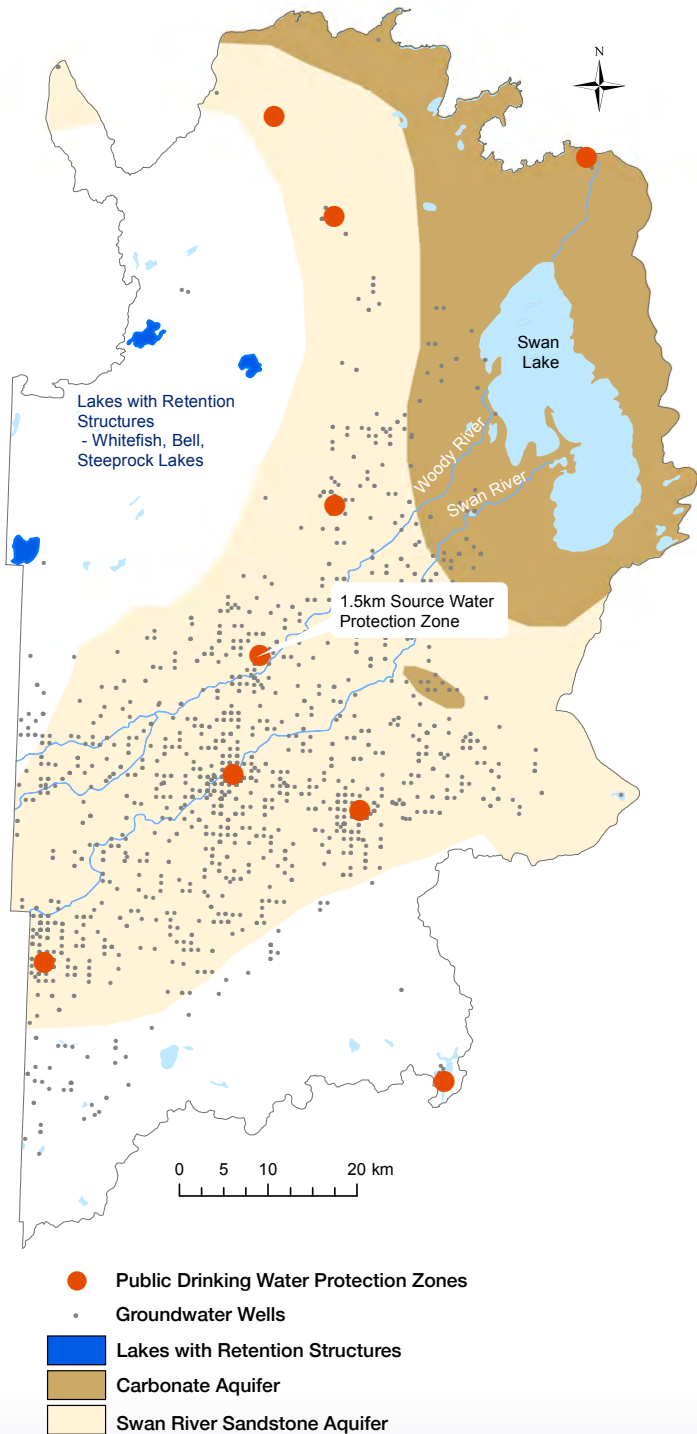 N
Swan
Lake
Lakes with Retention
Structures
- Whitefish, Bell,
Steeprock Lakes
Woody River
Swan River
1.5km Source Water
Protection Zone
0 5 10 20 km
Public Drinking Water Protection Zones
Groundwater Wells
Lakes with Retention Structures
Carbonate Aquifer
Swan River Sandstone Aquifer